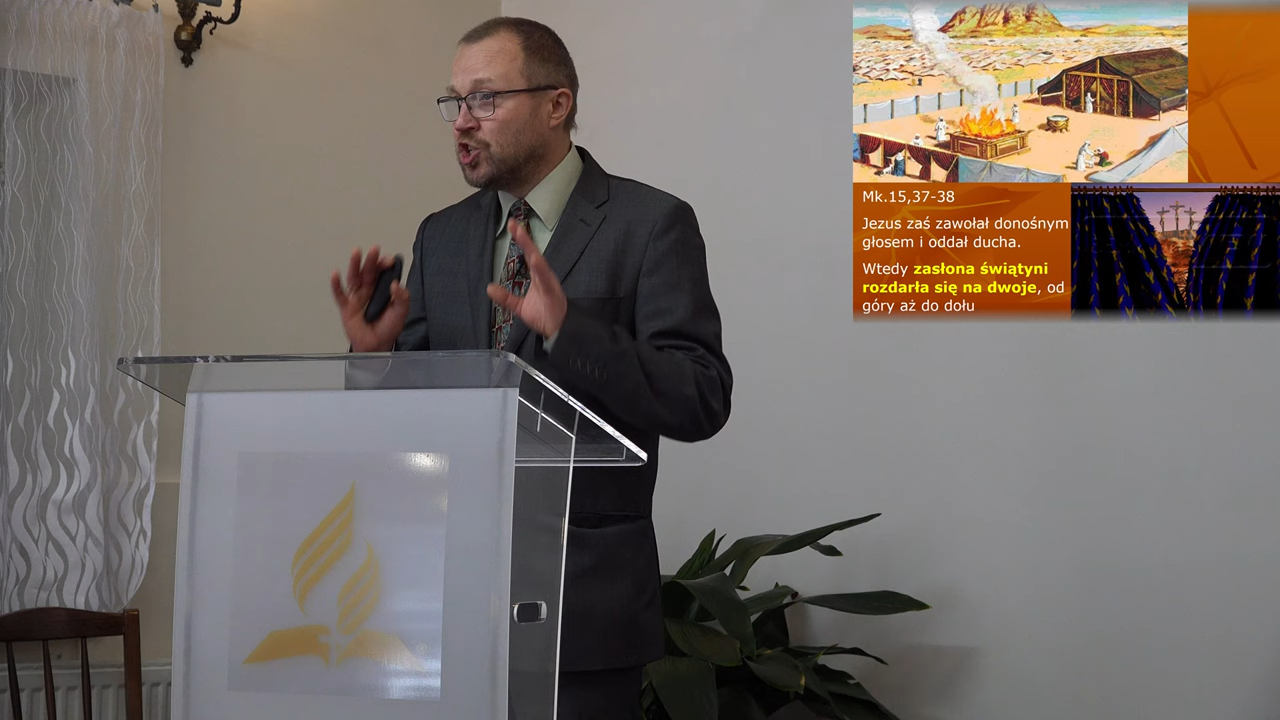 Mk.15,37-38
Jezus zaś zawołał donośnym
głosem i oddał ducha.
Wtedy zasłona świątyni
rozdarła się na dwoje, od
góry aż do dołu